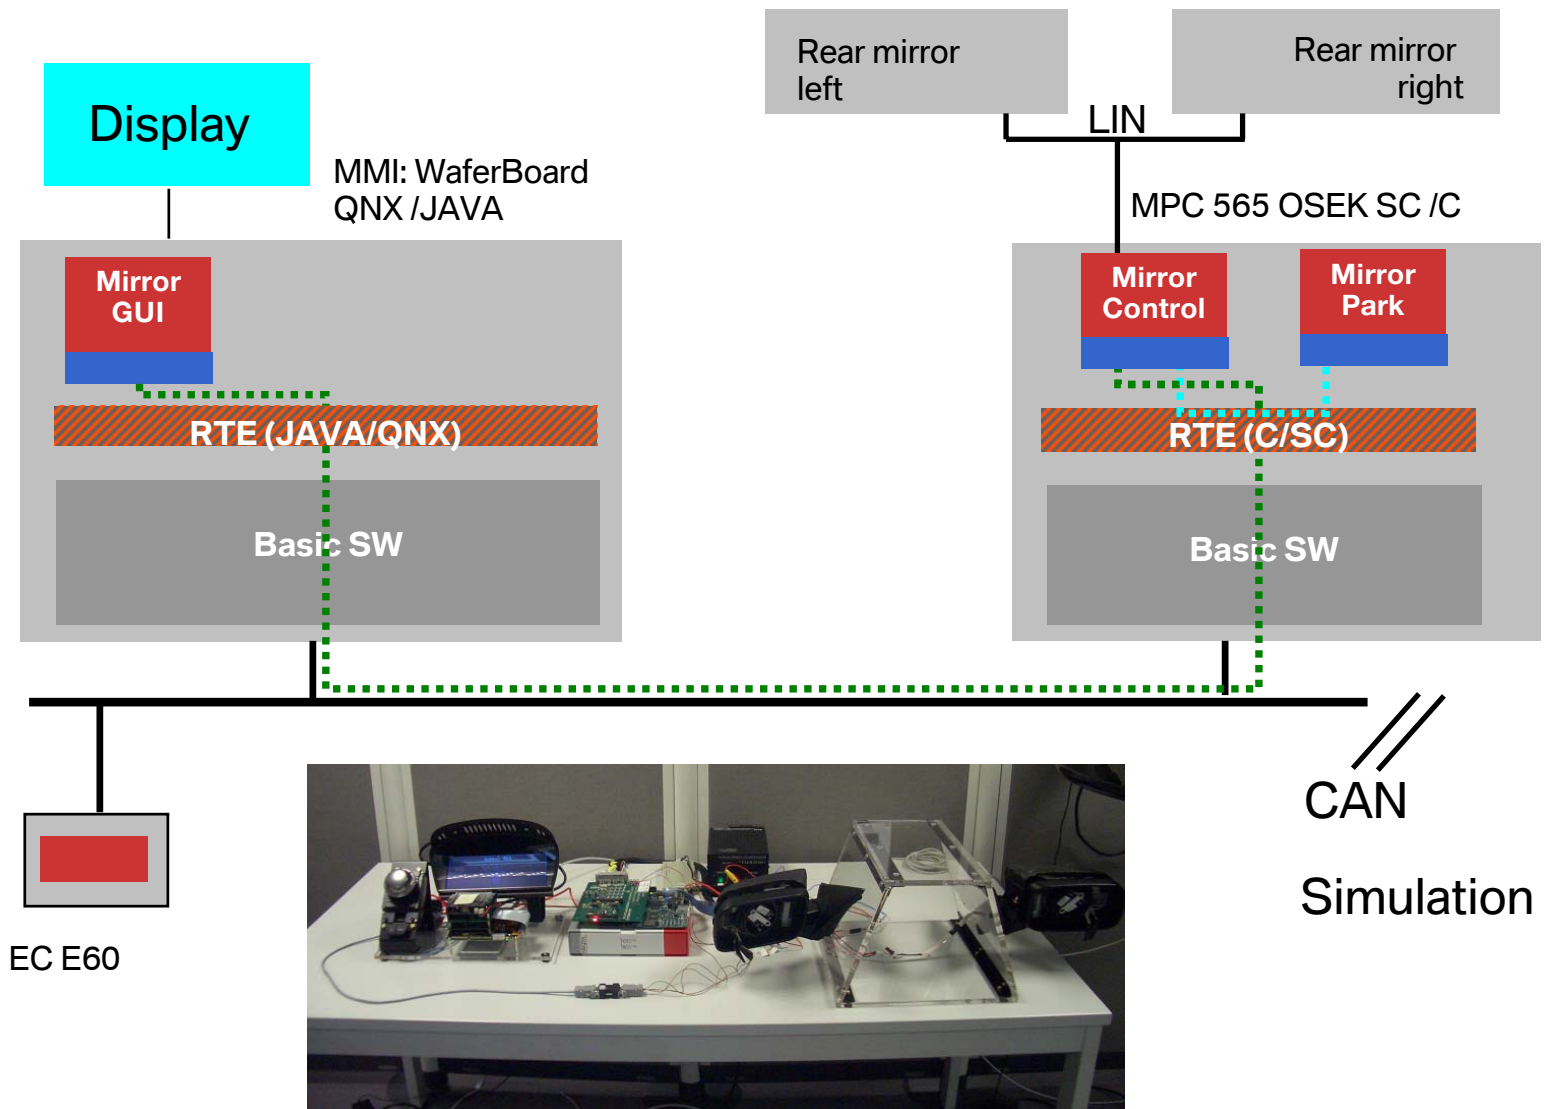 Rear mirror
left
Rear mirror
right
Display
LIN
MMI: WaferBoard
QNX /JAVA
MPC 565 OSEK SC /C
Mirror
GUI
Mirror
Control
Mirror
Park
RTE (JAVA/QNX)
RTE (C/SC)
Basic SW
Basic SW
CAN
Simulation
EC E60